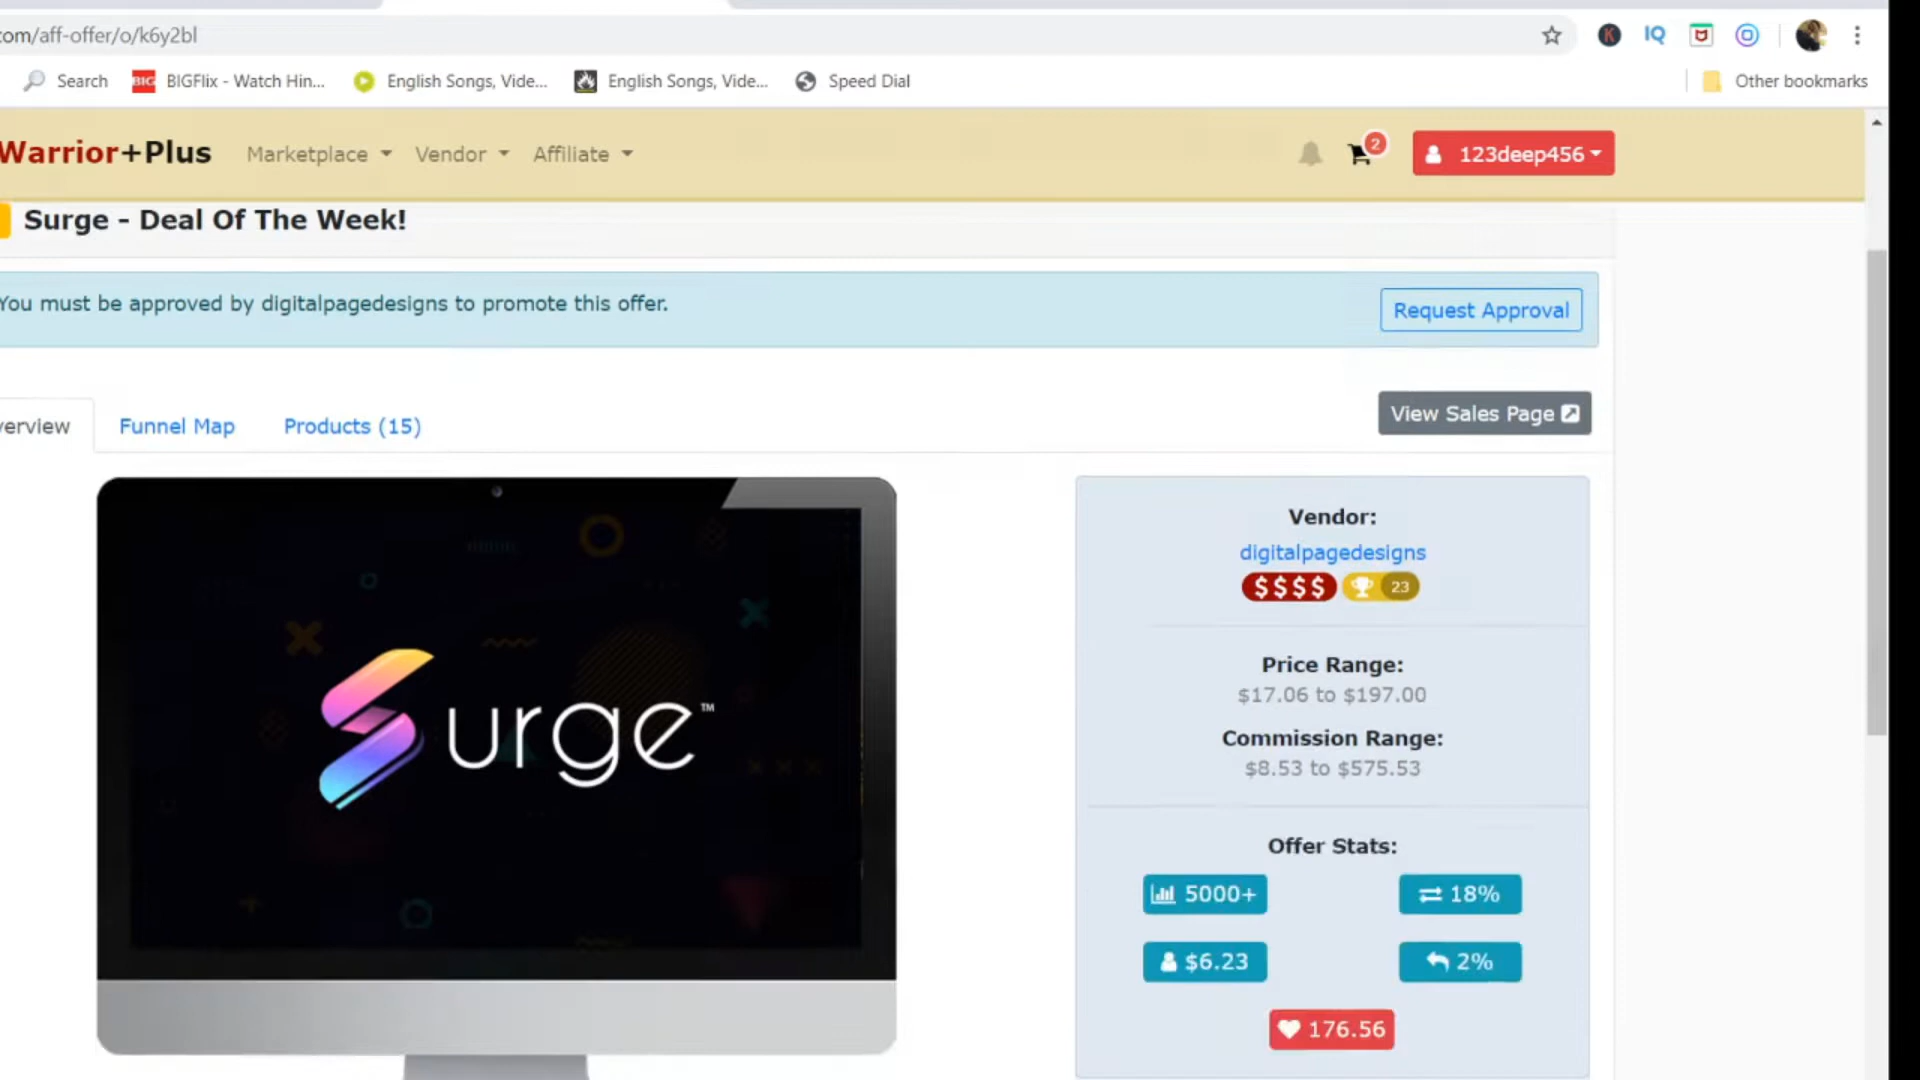 com/aff-offer/o/k6y2bl
Search BIG BIGFlix - Watch Hin... English Songs, Vide... English Songs, Vide... Speed Dial Other bookmarks
Warrior+Plus Marketplace Vendor Affiliate 2 123deep456
Surge - Deal Of The Week!
You must be approved by digitalpagedesigns to promote this offer. Request Approval
verview Funnel Map Products (15) View Sales Page
urge™
Vendor:
digitalpagedesigns
$$$$ 23
Price Range:
$17.06 to $197.00
Commission Range:
$8.53 to $575.53
Offer Stats:
5000+ 18%
$6.23 2%
176.56